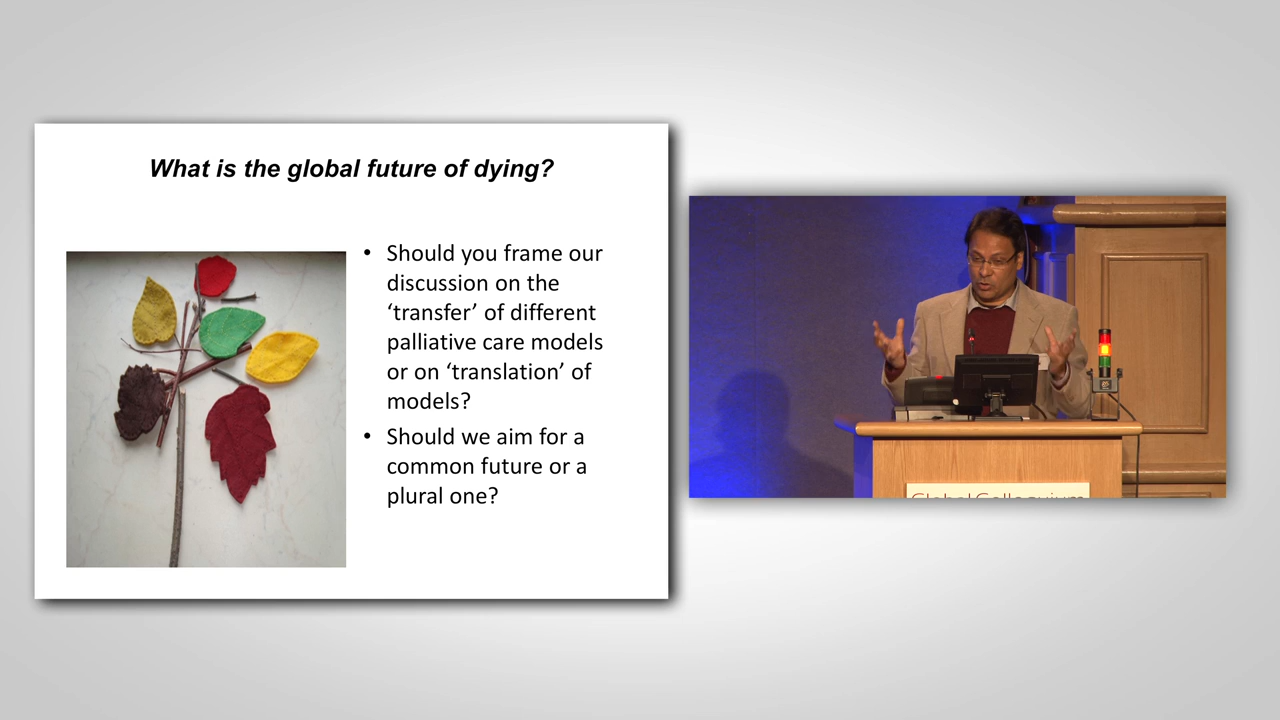 What is the global future of dying?
• Should you frame our
discussion on the
‘transfer’ of different
palliative care models
or on ‘translation’ of
models?
• Should we aim for a
common future or a
plural one?
Global Colloquium